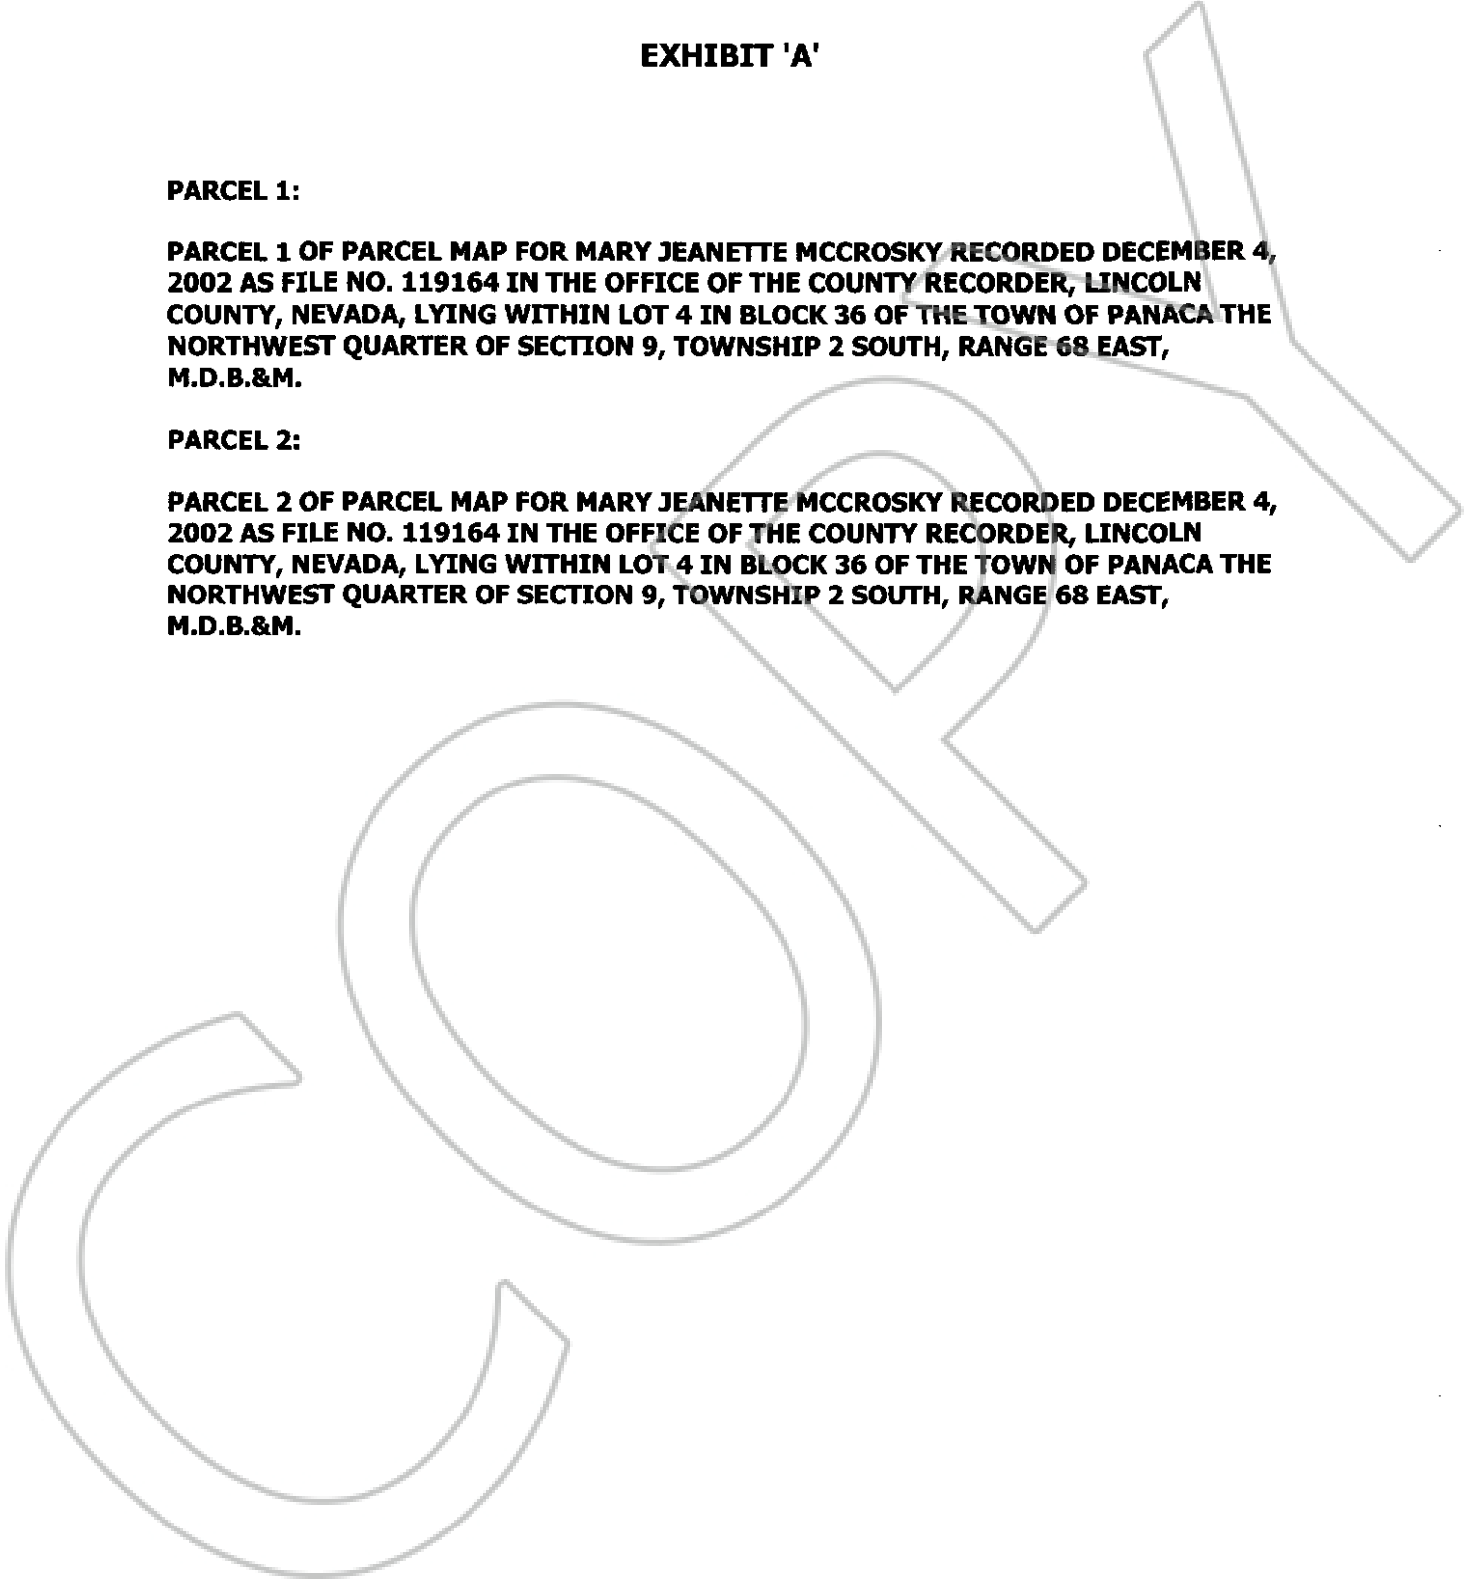 EXHIBIT 'A'
PARCEL 1:
PARCEL 1 OF PARCEL MAP FOR MARY JEANETTE MCCROSKY RECORDED DECEMBER 4,
2002 AS FILE NO. 119164 IN THE OFFICE OF THE COUNTY RECORDER, LINCOLN
COUNTY, NEVADA, LYING WITHIN LOT 4 IN BLOCK 36 OF THE TOWN OF PANACA THE
NORTHWEST QUARTER OF SECTION 9, TOWNSHIP 2 SOUTH, RANGE 68 EAST,
M.D.B.&M.
PARCEL 2:
PARCEL 2 OF PARCEL MAP FOR MARY JEANETTE MCCROSKY RECORDED DECEMBER 4,
2002 AS FILE NO. 119164 IN THE OFFICE OF THE COUNTY RECORDER, LINCOLN
COUNTY, NEVADA, LYING WITHIN LOT 4 IN BLOCK 36 OF THE TOWN OF PANACA THE
NORTHWEST QUARTER OF SECTION 9, TOWNSHIP 2 SOUTH, RANGE 68 EAST,
M.D.B.&M.
COPY